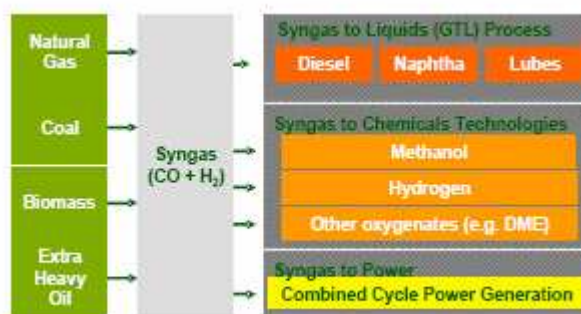 Natural
Gas
Coal
Biomass
Extra
Heavy
Oil
Syngas
(CO + H₂)
Syngas to Liquids (GTL) Process
Diesel
Naphtha
Lubes
Syngas to Chemicals Technologies
Methanol
Hydrogen
Other oxygenates (e.g. DME)
Syngas to Power
Combined Cycle Power Generation